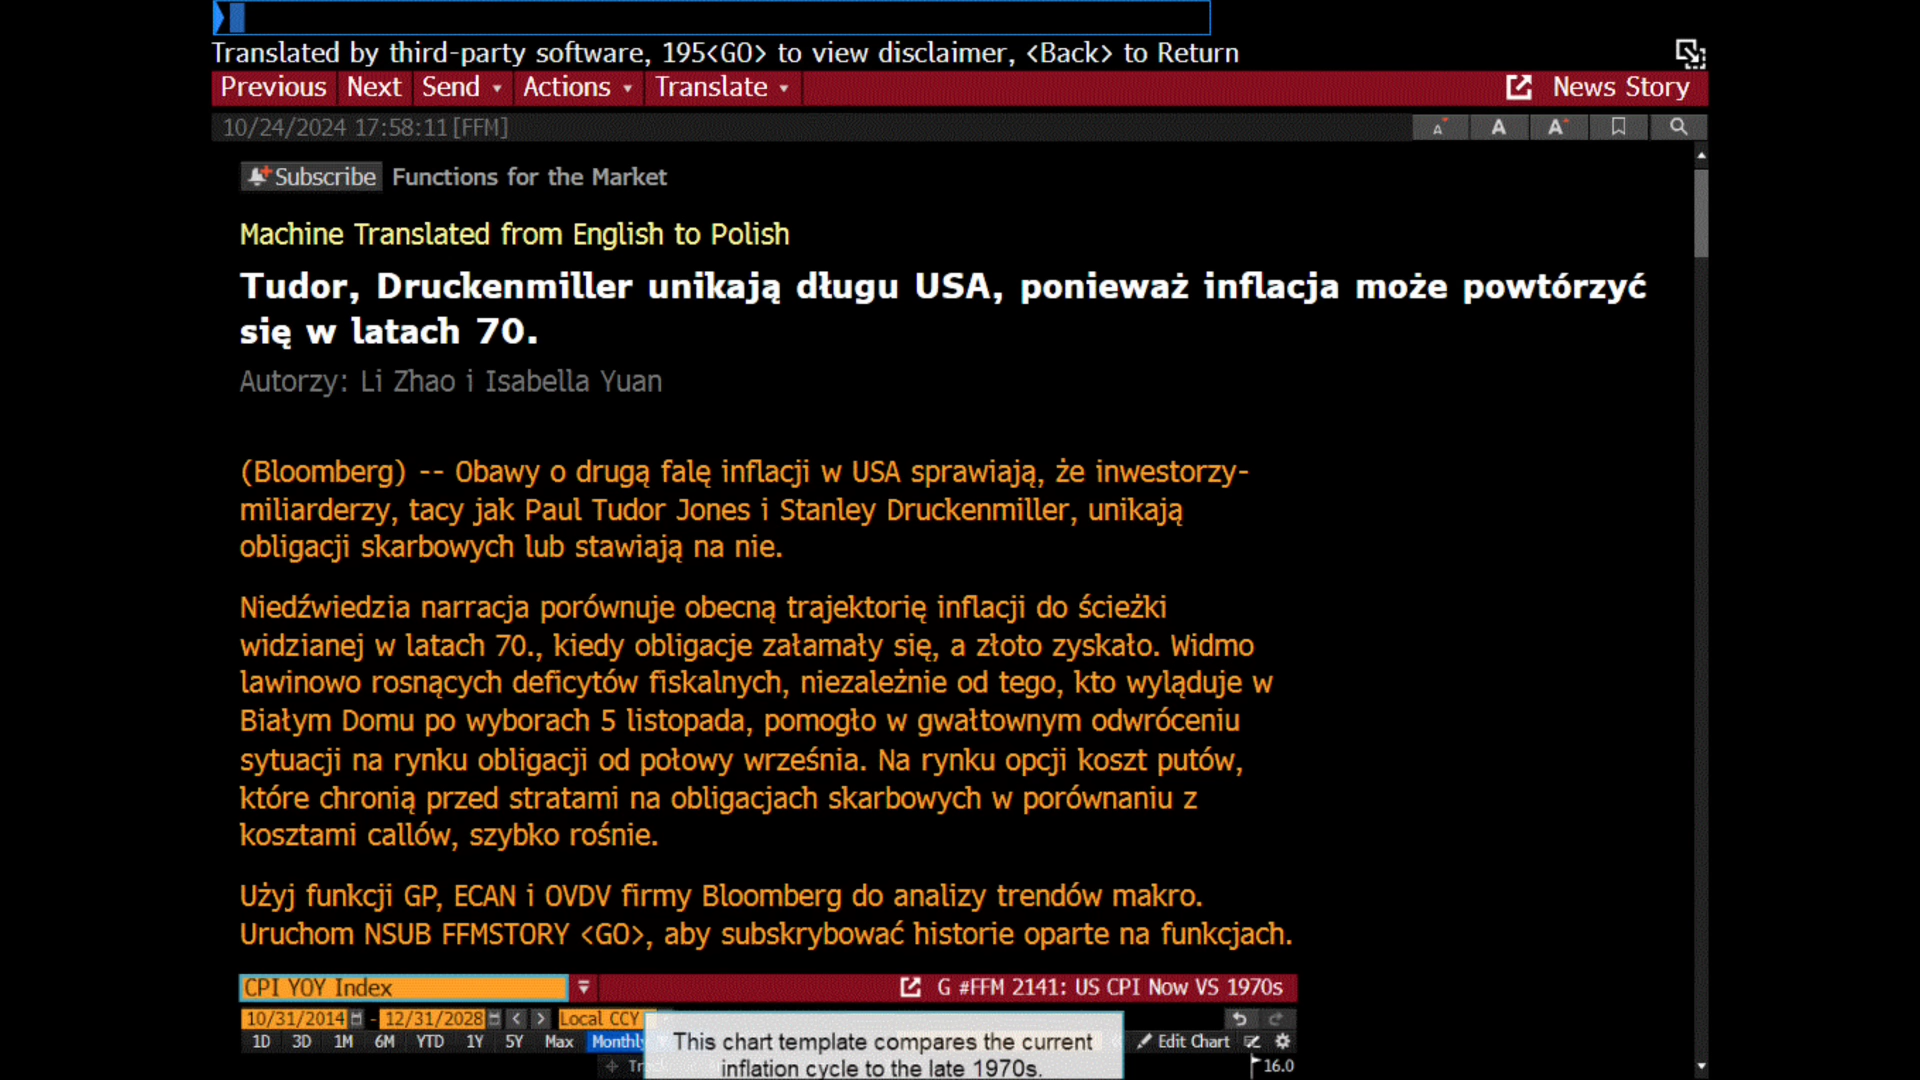 Translated by third-party software, 195<GO> to view disclaimer, <Back> to Return
Previous Next Send Actions Translate News Story
10/24/2024 17:58:11 [FFM] A A A
Subscribe Functions for the Market
Machine Translated from English to Polish
Tudor, Druckenmiller unikają długu USA, ponieważ inflacja może powtórzyć
się w latach 70.
Autorzy: Li Zhao i Isabella Yuan
(Bloomberg) -- Obawy o drugą falę inflacji w USA sprawiają, że inwestorzy-
miliarderzy, tacy jak Paul Tudor Jones i Stanley Druckenmiller, unikają
obligacji skarbowych lub stawiają na nie.
Niedźwiedzia narracja porównuje obecną trajektorię inflacji do ścieżki
widzianej w latach 70., kiedy obligacje załamały się, a złoto zyskało. Widmo
lawinowo rosnących deficytów fiskalnych, niezależnie od tego, kto wyląduje w
Białym Domu po wyborach 5 listopada, pomogło w gwałtownym odwróceniu
sytuacji na rynku obligacji od połowy września. Na rynku opcji koszt putów,
które chronią przed stratami na obligacjach skarbowych w porównaniu z
kosztami callów, szybko rośnie.
Użyj funkcji GP, ECAN i OVDV firmy Bloomberg do analizy trendów makro.
Uruchom NSUB FFMSTORY <GO>, aby subskrybować historie oparte na funkcjach.
CPI YOY Index G #FFM 2141: US CPI Now VS 1970s
10/31/2014 - 12/31/2028 < > Local CCY
1D 3D 1M 6M YTD 1Y 5Y Max Monthly Edit Chart
This chart template compares the current
inflation cycle to the late 1970s.
16.0